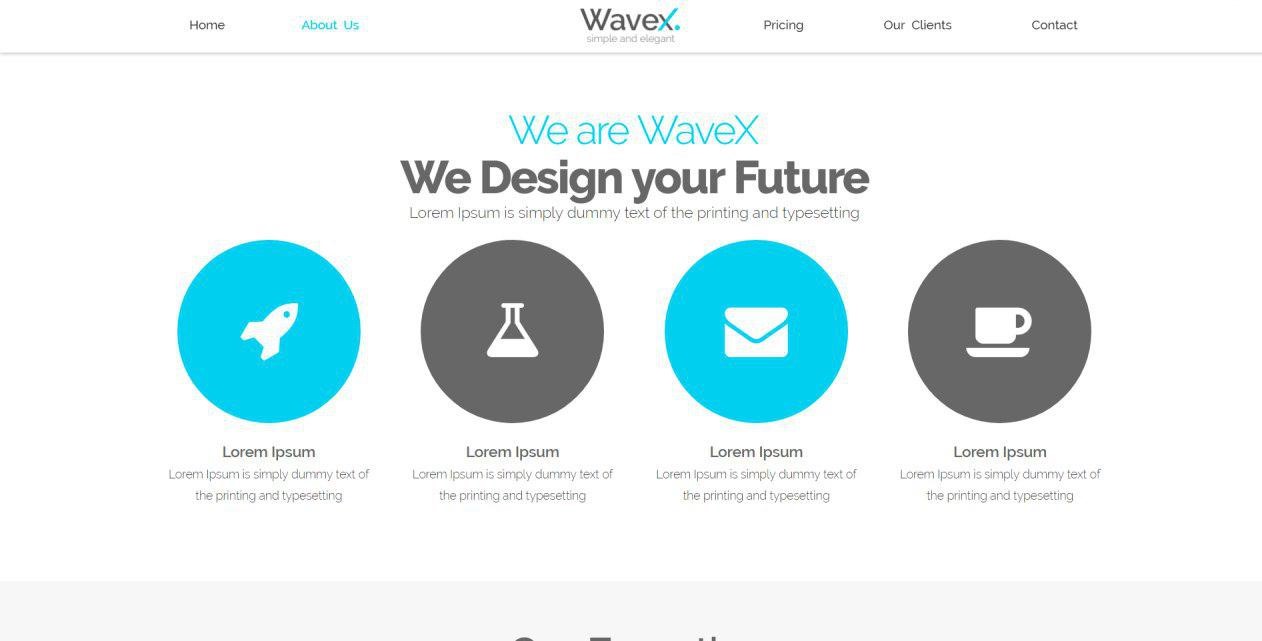 Home
About Us
WaveX.
simple and elegant
Pricing
Our Clients
Contact
We are WaveX
We Design your Future
Lorem Ipsum is simply dummy text of the printing and typesetting
Lorem Ipsum
Lorem Ipsum is simply dummy text of
the printing and typesetting
Lorem Ipsum
Lorem Ipsum is simply dummy text of
the printing and typesetting
Lorem Ipsum
Lorem Ipsum is simply dummy text of
the printing and typesetting
Lorem Ipsum
Lorem Ipsum is simply dummy text of
the printing and typesetting